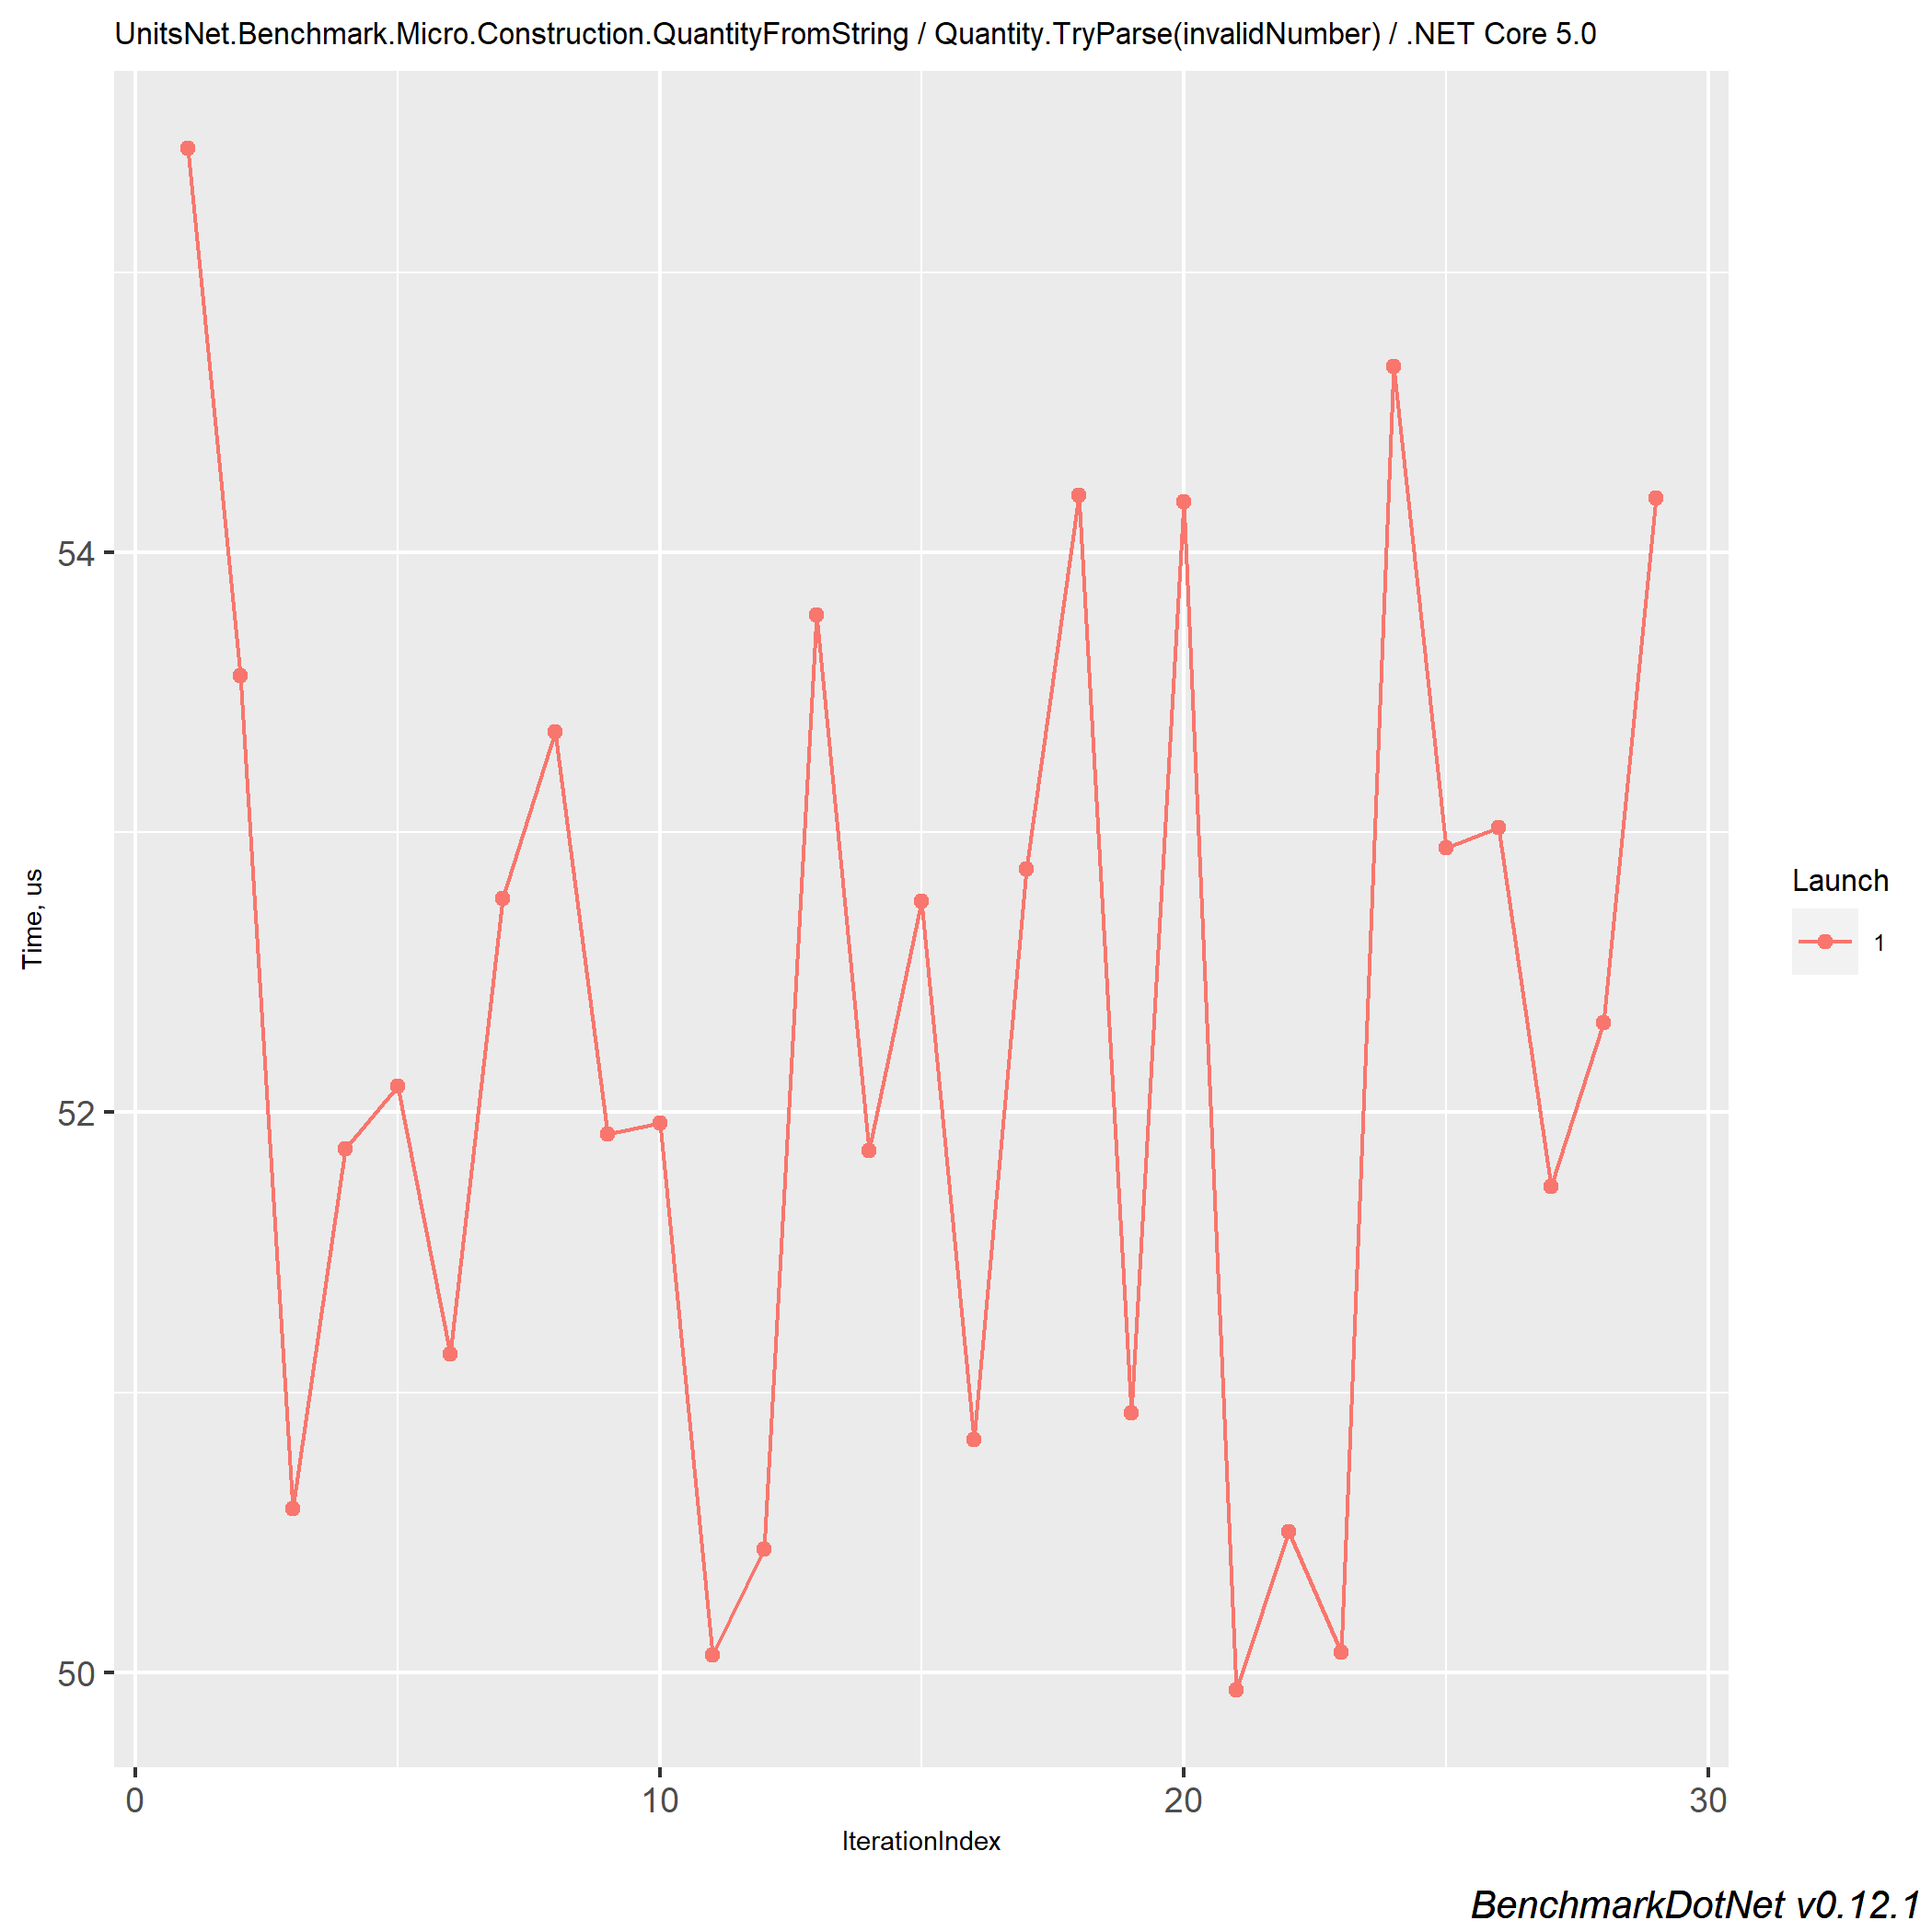 UnitsNet.Benchmark.Micro.Construction.QuantityFromString / Quantity.TryParse(invalidNumber) / .NET Core 5.0
54
52
50
Time, us
0 10 20 30
IterationIndex
Launch
1
BenchmarkDotNet v0.12.1